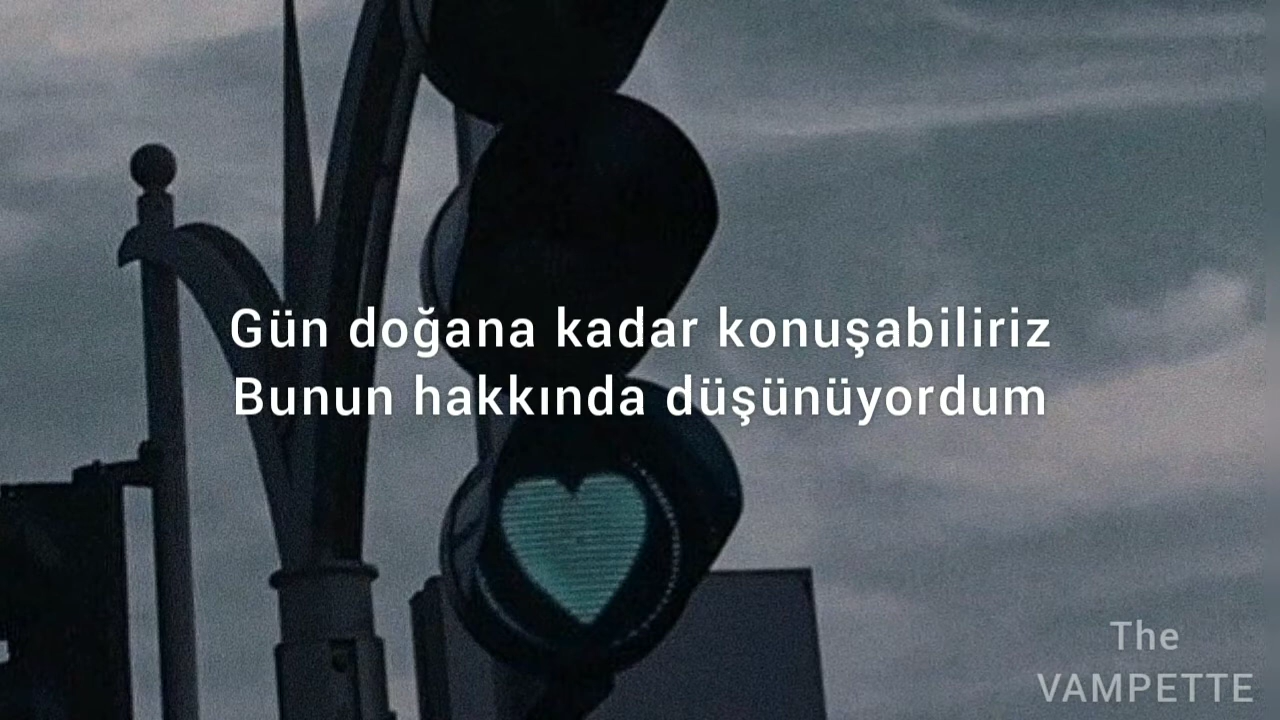 Gün doğana kadar konuşabiliriz
Bunun hakkında düşünüyordum
The
VAMPETTE